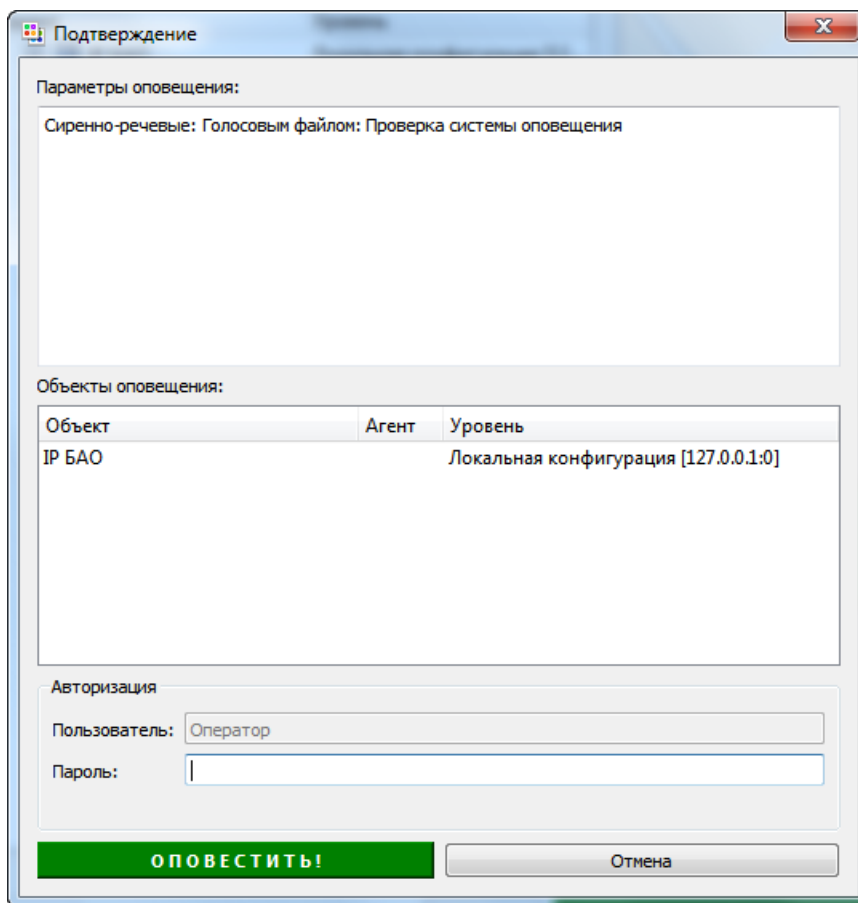 Подтверждение
Параметры оповещения:
Сиренно-речевые: Голосовым файлом: Проверка системы оповещения
Объекты оповещения:
Объект Агент Уровень
IP БАО Локальная конфигурация [127.0.0.1:0]
Авторизация
Пользователь: Оператор
Пароль:
ОПОВЕСТИТЬ! Отмена